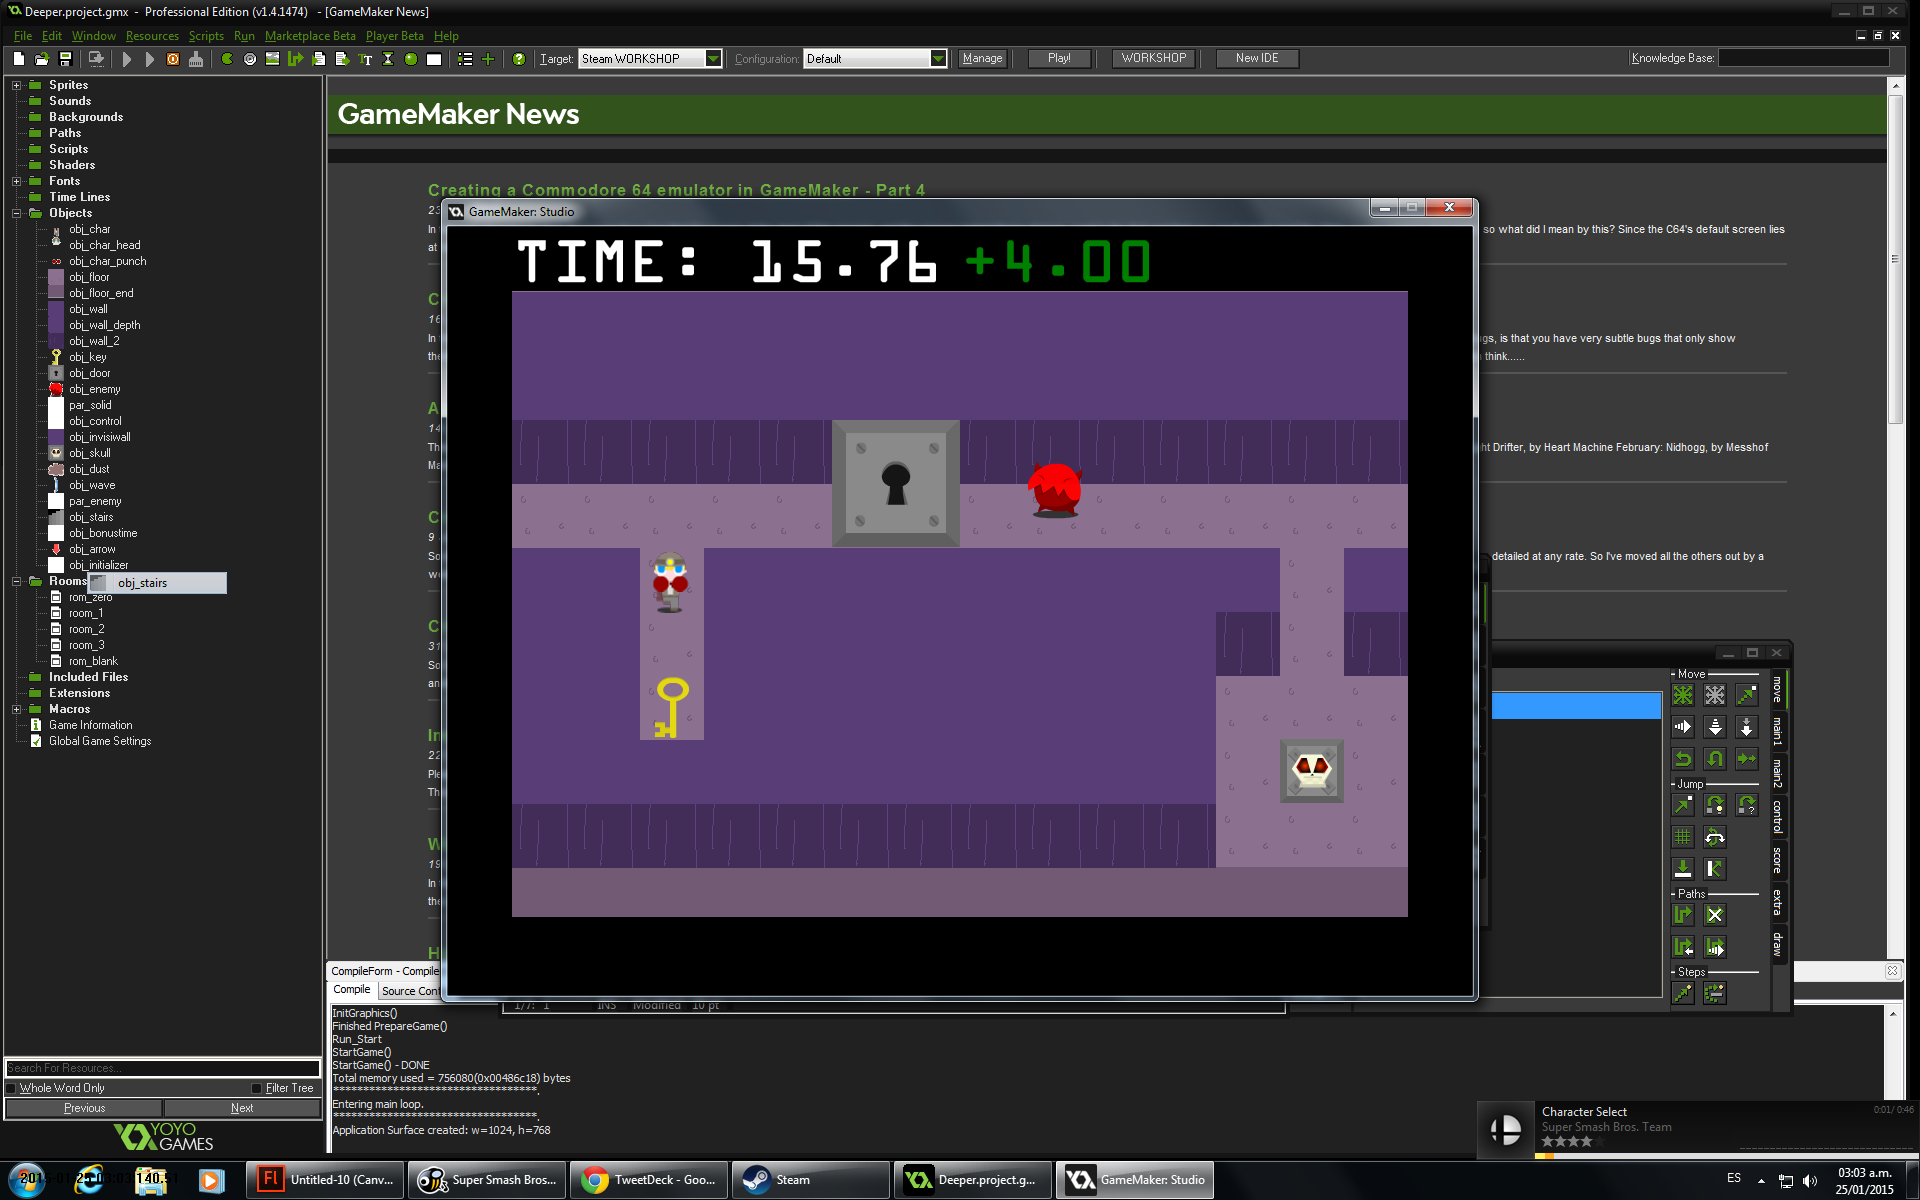 Deeper.project.gmx - Professional Edition (v1.4.1474) - [GameMaker News]
File Edit Window Resources Scripts Run Marketplace Beta Player Beta Help
Target: Steam WORKSHOP Configuration: Default Manage Play! WORKSHOP New IDE Knowledge Base:
Sprites
Sounds
Backgrounds
Paths
Scripts
Shaders
Fonts
Time Lines
Objects
obj_char
obj_char_head
obj_char_punch
obj_floor
obj_floor_end
obj_wall
obj_wall_depth
obj_wall_2
obj_key
obj_door
obj_enemy
par_solid
obj_control
obj_invisiwall
obj_skull
obj_dust
obj_wave
par_enemy
obj_stairs
obj_bonustime
obj_arrow
obj_initializer
Rooms
obj_stairs
rom_zero
room_1
room_2
room_3
rom_blank
Included Files
Extensions
Macros
Game Information
Global Game Settings
Search For Resources...
Whole Word Only Filter Tree
Previous Next
YOYO
GAMES
GameMaker News
Creating a Commodore 64 emulator in GameMaker - Part 4
so what did I mean by this? Since the C64's default screen lies
is that you have very subtle bugs that only show
think......
Drifter, by Heart Machine February: Nidhogg, by Messhof
detailed at any rate. So I've moved all the others out by a
GameMaker: Studio
TIME: 15.76 +4.00
Move
Jump
Paths
Steps
move
main1
main2
control
score
extra
draw
CompileForm - Compile
Compile Source Cont
1/7: 1 INS Modified 10 pt
InitGraphics()
Finished PrepareGame()
Run_Start
StartGame()
StartGame() - DONE
Total memory used = 756080(0x00486c18) bytes
**********************************.
Entering main loop.
**********************************.
Application Surface created: w=1024, h=768
Character Select 0:01/ 0:46
Super Smash Bros. Team
Untitled-10 (Canv...
Super Smash Bros...
TweetDeck - Goo...
Steam
Deeper.project.g...
GameMaker: Studio
ES
03:03 a.m.
25/01/2015